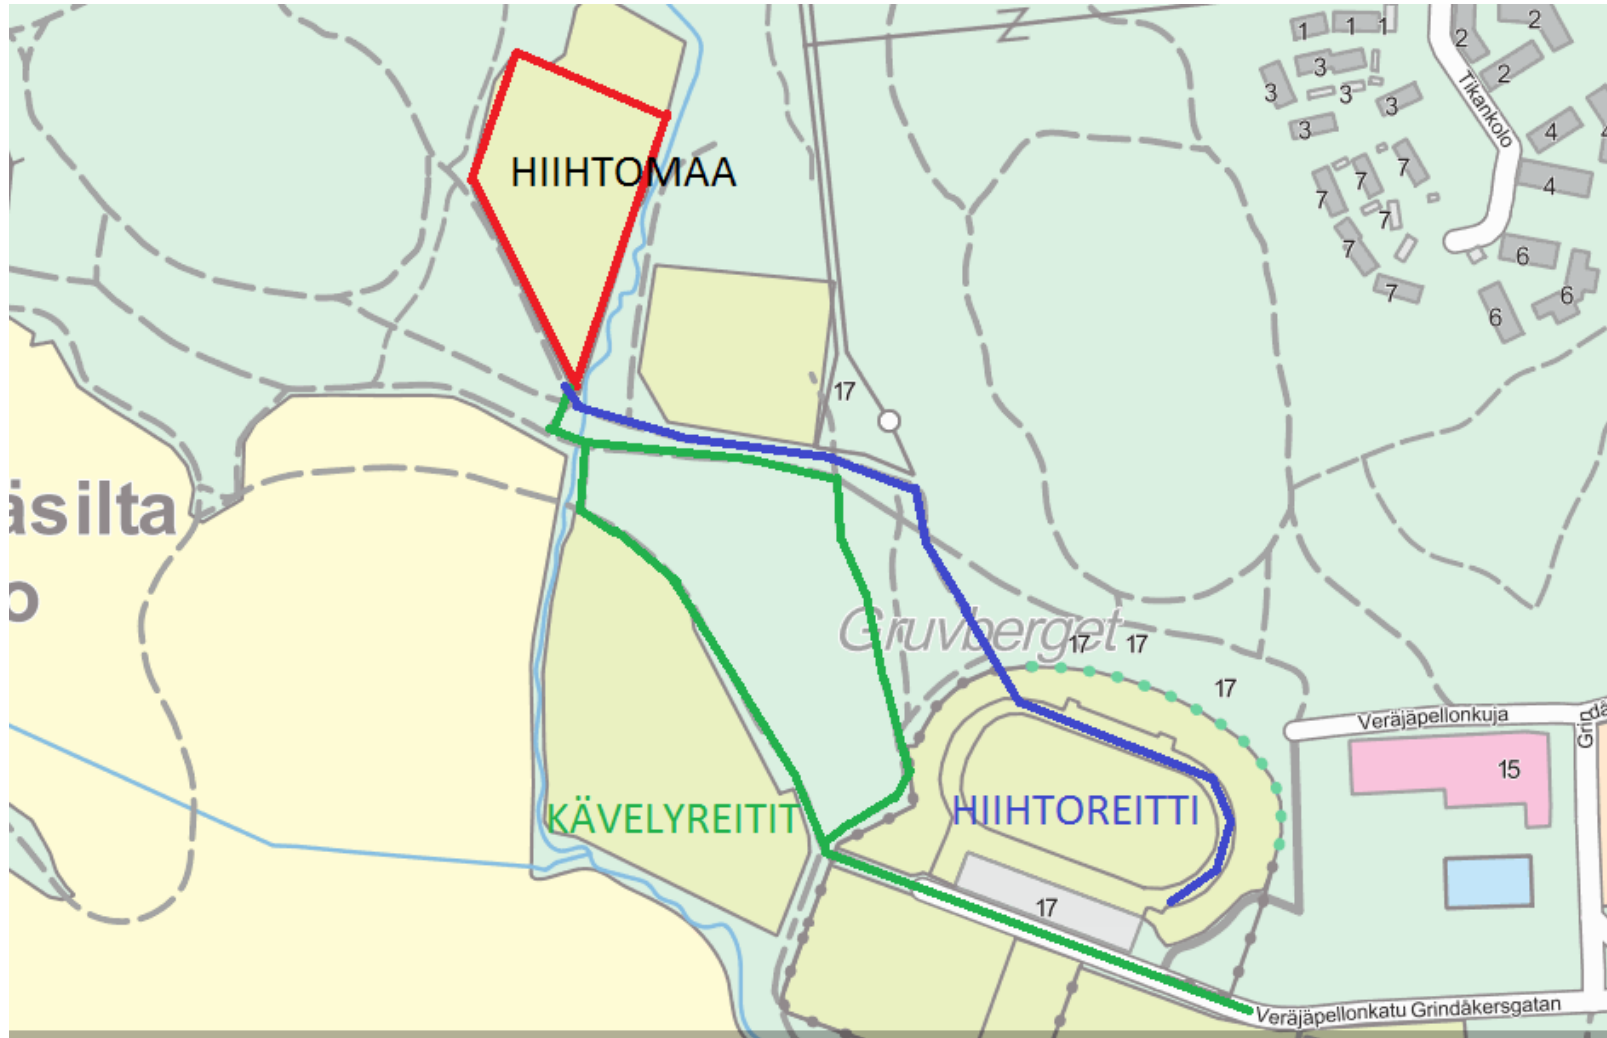 1 1 1
2
2
3
2
3 3 3
3
Tikankolo
4
4
HIIHTOMAA
7 7 7
7
7
7
6
6
6
17
äsilta
o
Gruvberget
17 17
17
Veräjäpellonkuja
Grindå
15
KÄVELYREITIT
HIIHTOREITTI
17
Veräjäpellonkatu Grindåkersgatan